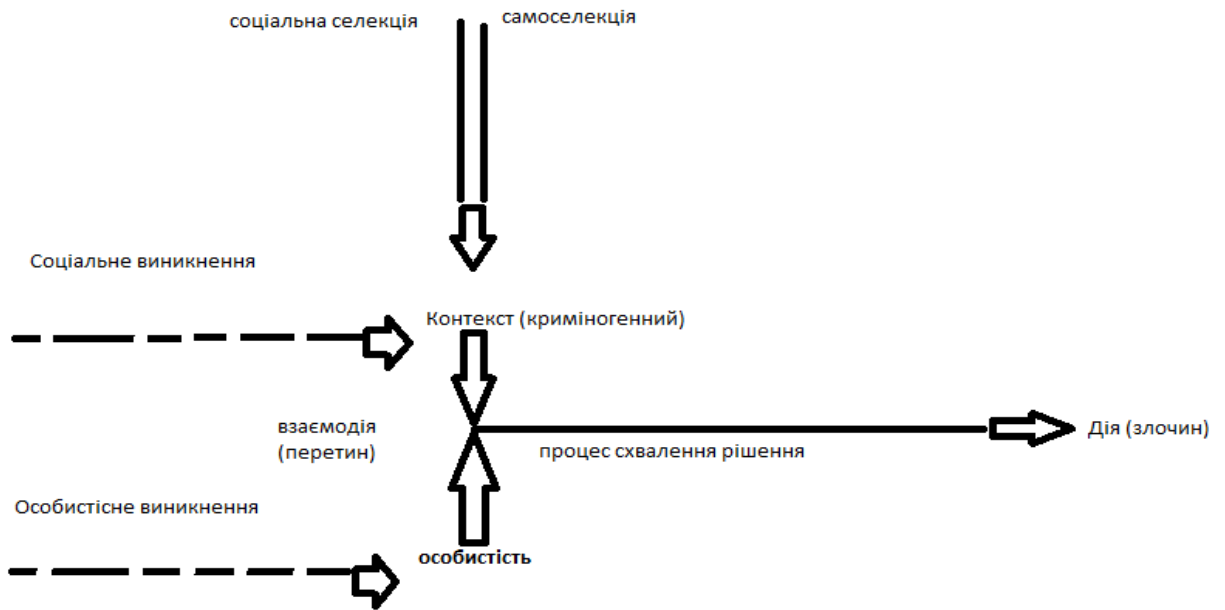 соціальна селекція
самоселекція
Соціальне виникнення
Контекст (криміногенний)
взаємодія
(перетин)
процес схвалення рішення
Дія (злочин)
Особистісне виникнення
особистість